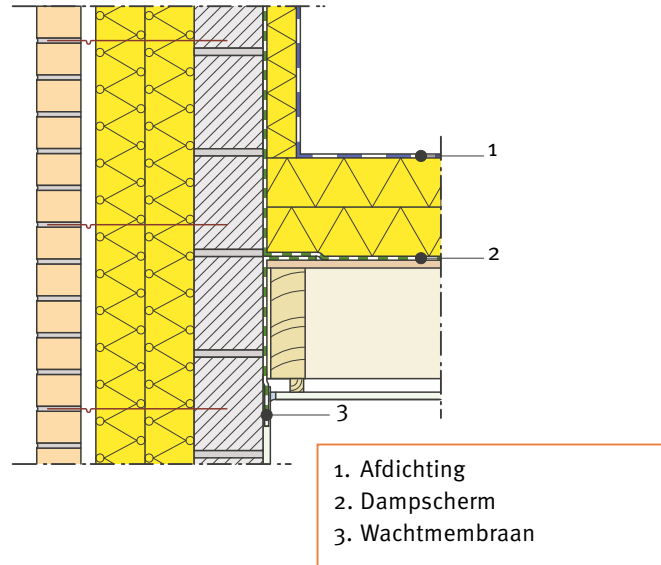 1
2
3
1. Afdichting
2. Dampscherm
3. Wachtmembraan